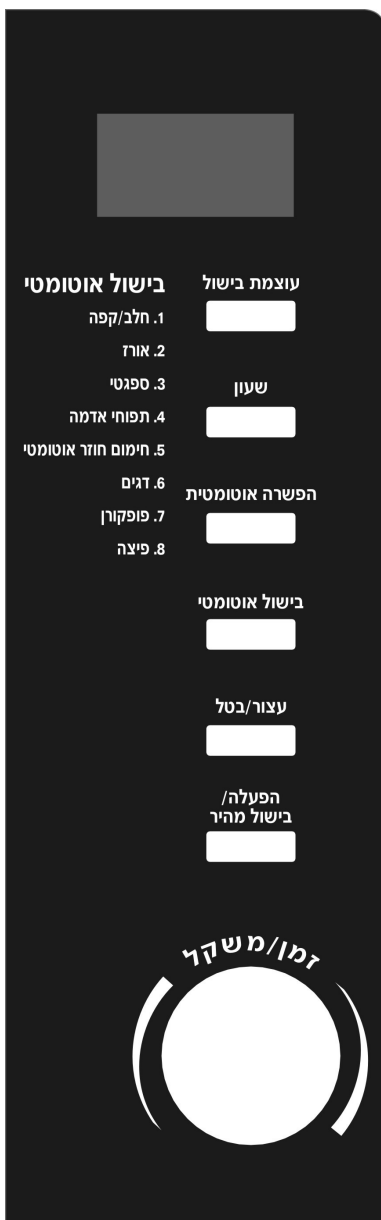 עוצמת בישול
שעון
הפשרה אוטומטית
בישול אוטומטי
עצור/בטל
הפעלה/
בישול מהיר
בישול אוטומטי
1. חלב/קפה
2. אורז
3. ספגטי
4. תפוחי אדמה
5. חימום חוזר אוטומטי
6. דגים
7. פופקורן
8. פיצה
זמן/משקל